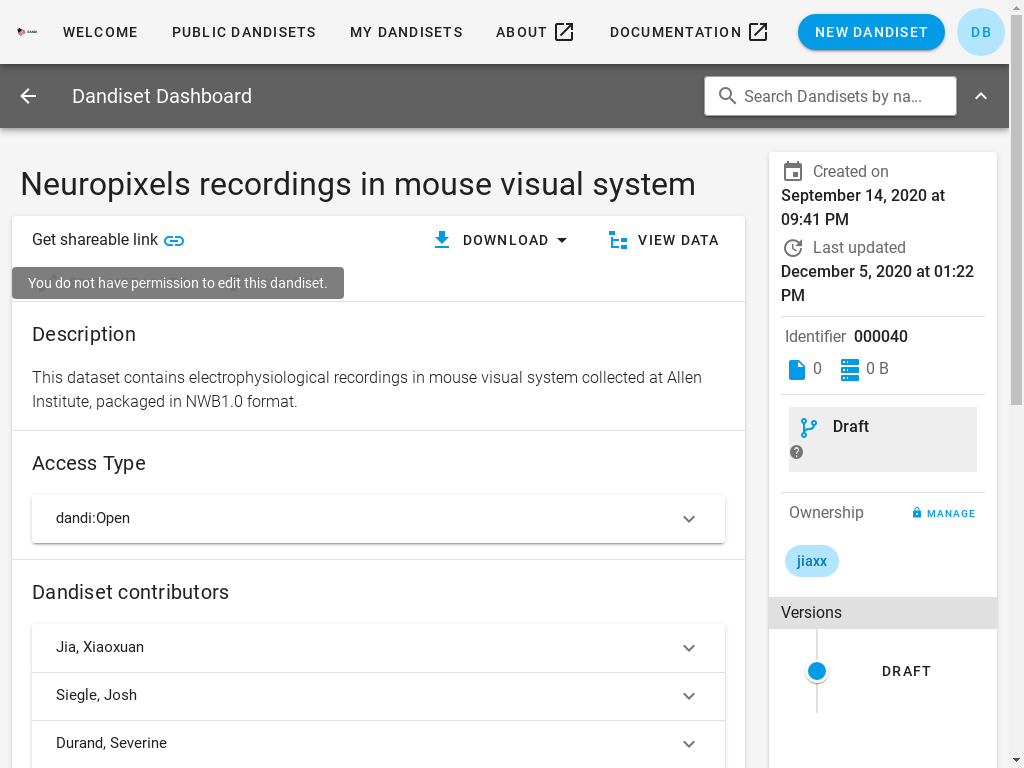 WELCOME
PUBLIC DANDISETS
MY DANDISETS
ABOUT
DOCUMENTATION
NEW DANDISET
DB
Dandiset Dashboard
Search Dandisets by na...
Neuropixels recordings in mouse visual system
Get shareable link
DOWNLOAD
VIEW DATA
You do not have permission to edit this dandiset.
Description
This dataset contains electrophysiological recordings in mouse visual system collected at Allen
Institute, packaged in NWB1.0 format.
Access Type
dandi:Open
Dandiset contributors
Jia, Xiaoxuan
Siegle, Josh
Durand, Severine
Created on
September 14, 2020 at
09:41 PM
Last updated
December 5, 2020 at 01:22
PM
Identifier 000040
0
0 B
Draft
Ownership
MANAGE
jiaxx
Versions
DRAFT